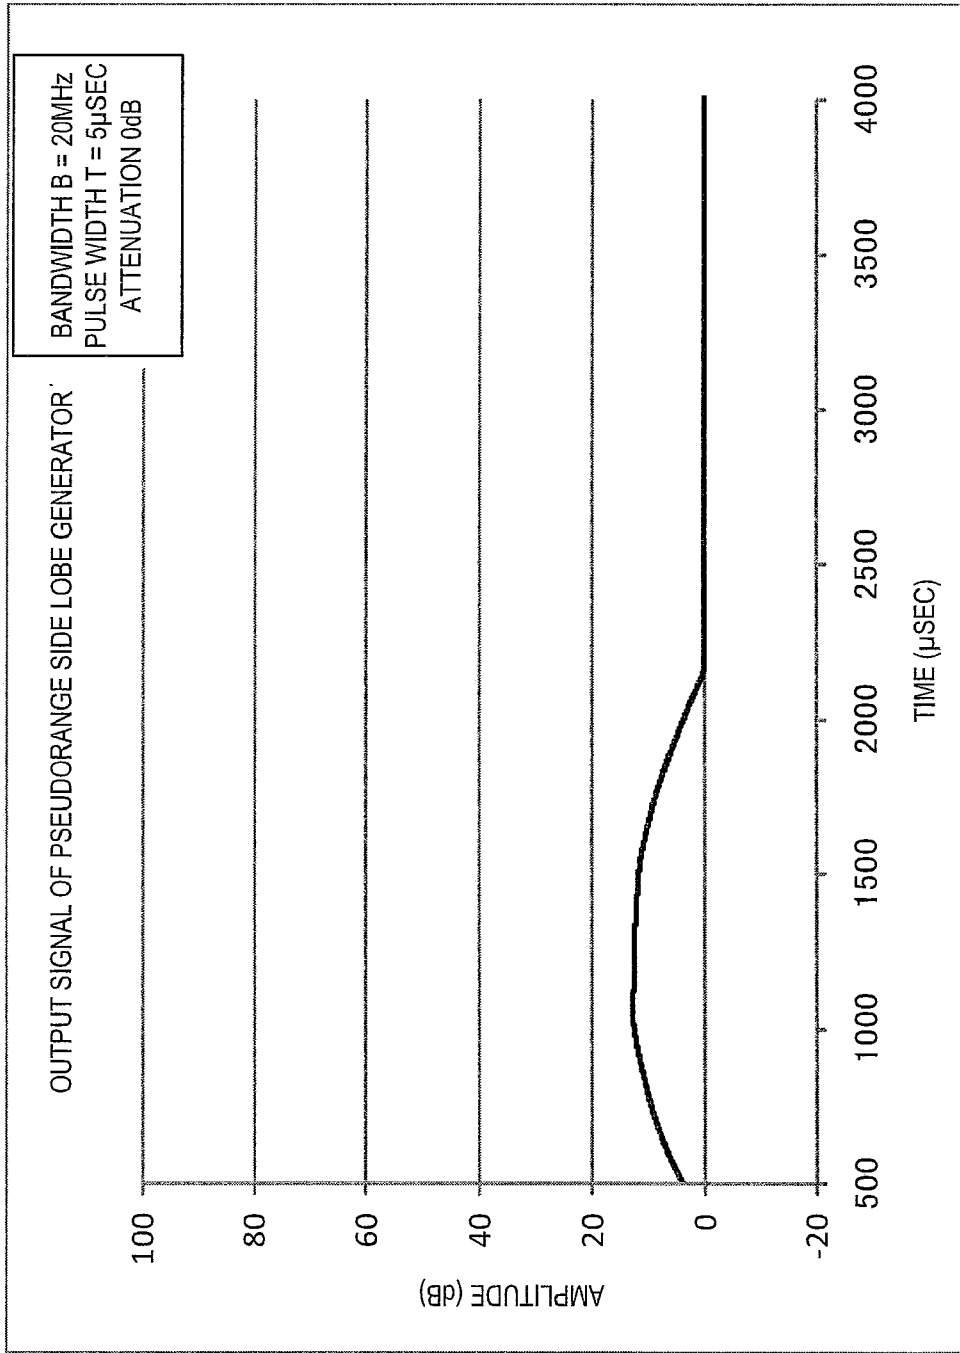 OUTPUT SIGNAL OF PSEUDORANGE SIDE LOBE GENERATOR
BANDWIDTH B = 20MHz
PULSE WIDTH T = 5µSEC
ATTENUATION 0dB
AMPLITUDE (dB)
100
80
60
40
20
0
-20
500
1000
1500
2000
2500
3000
3500
4000
TIME (µSEC)